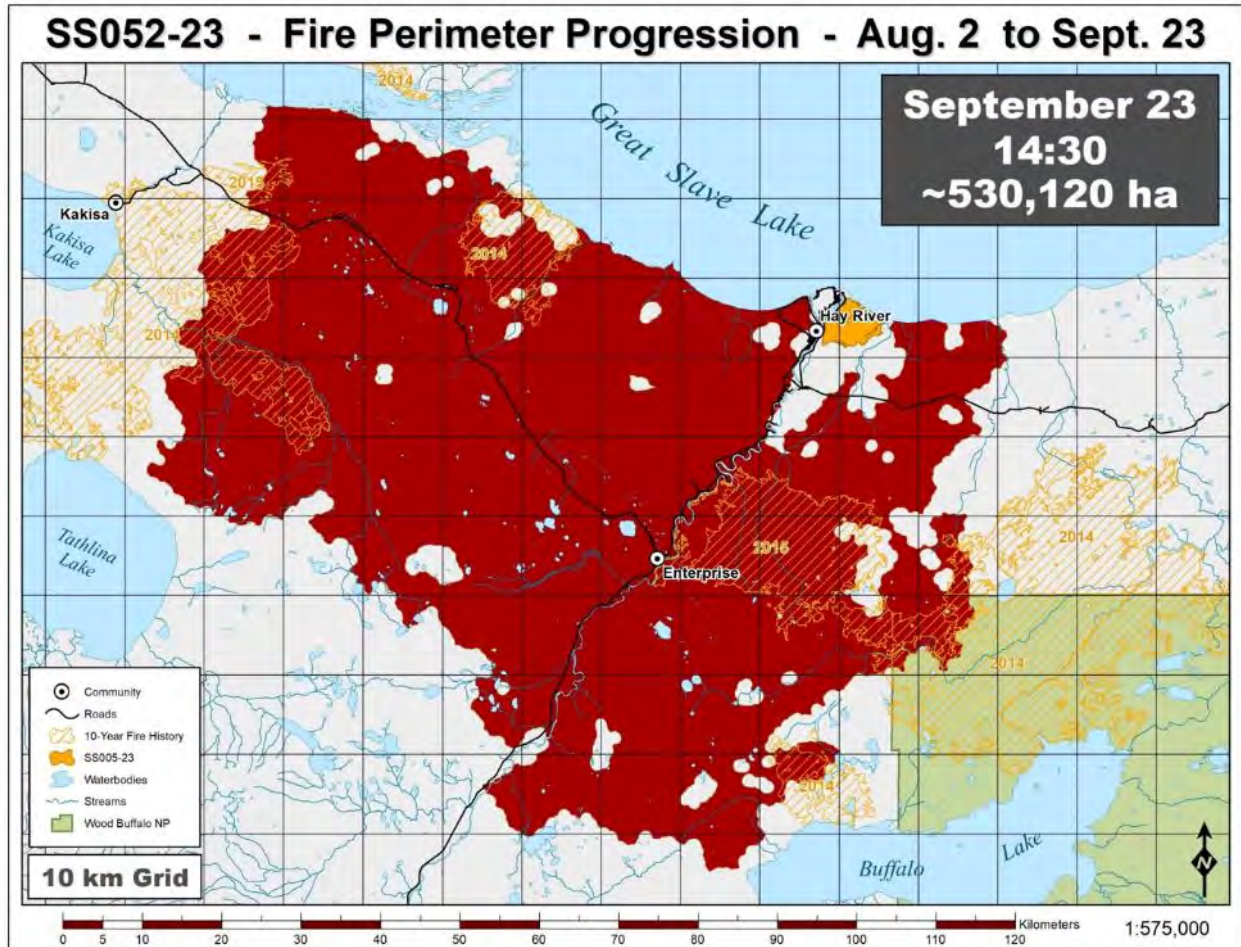 SS052-23 - Fire Perimeter Progression - Aug. 2 to Sept. 23
September 23
14:30
~530,120 ha
2014
Great Slave Lake
2015
Kakisa
Kakisa
Lake
2014
Hay River
2014
Tathlina
Lake
2015
2014
Enterprise
2014
2014
Buffalo Lake
Community
Roads
10-Year Fire History
SS005-23
Waterbodies
Streams
Wood Buffalo NP
10 km Grid
N
Kilometers
0 5 10 20 30 40 50 60 70 80 90 100 110 120
1:575,000